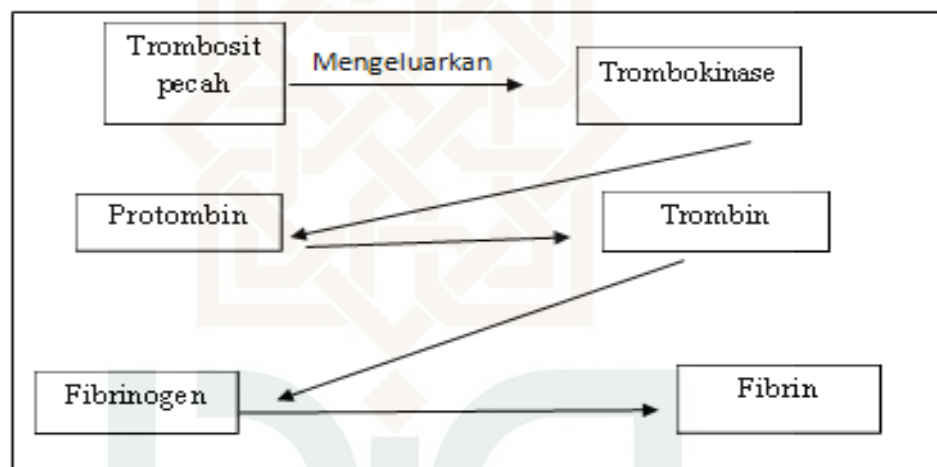 Trombosit
pecah
Mengeluarkan
Trombokinase
Protombin
Trombin
Fibrinogen
Fibrin